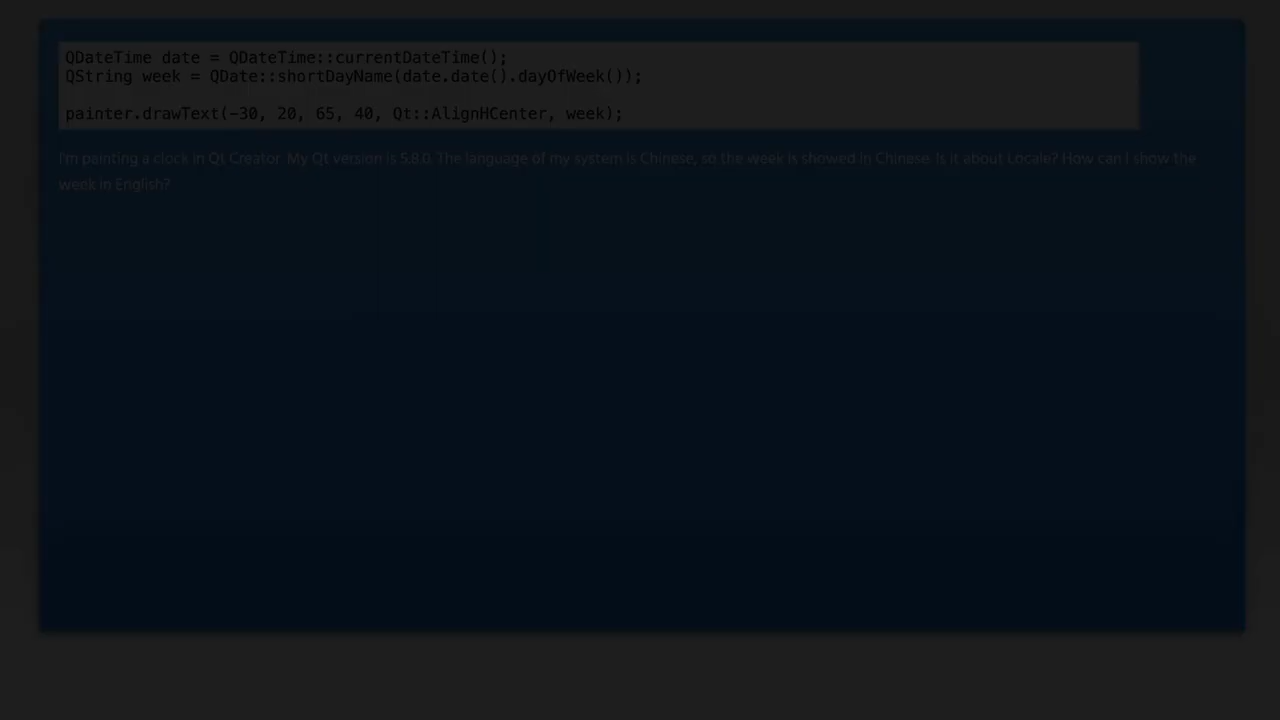 QDateTime date = QDateTime::currentDateTime();
QString week = QDate::shortDayName(date.date().dayOfWeek());
painter.drawText(-30, 20, 65, 40, Qt::AlignHCenter, week);
I'm painting a clock in Qt Creator. My Qt version is 5.8.0. The language of my system is Chinese, so the week is showed in Chinese. Is it about Locale? How can I show the
week in English?